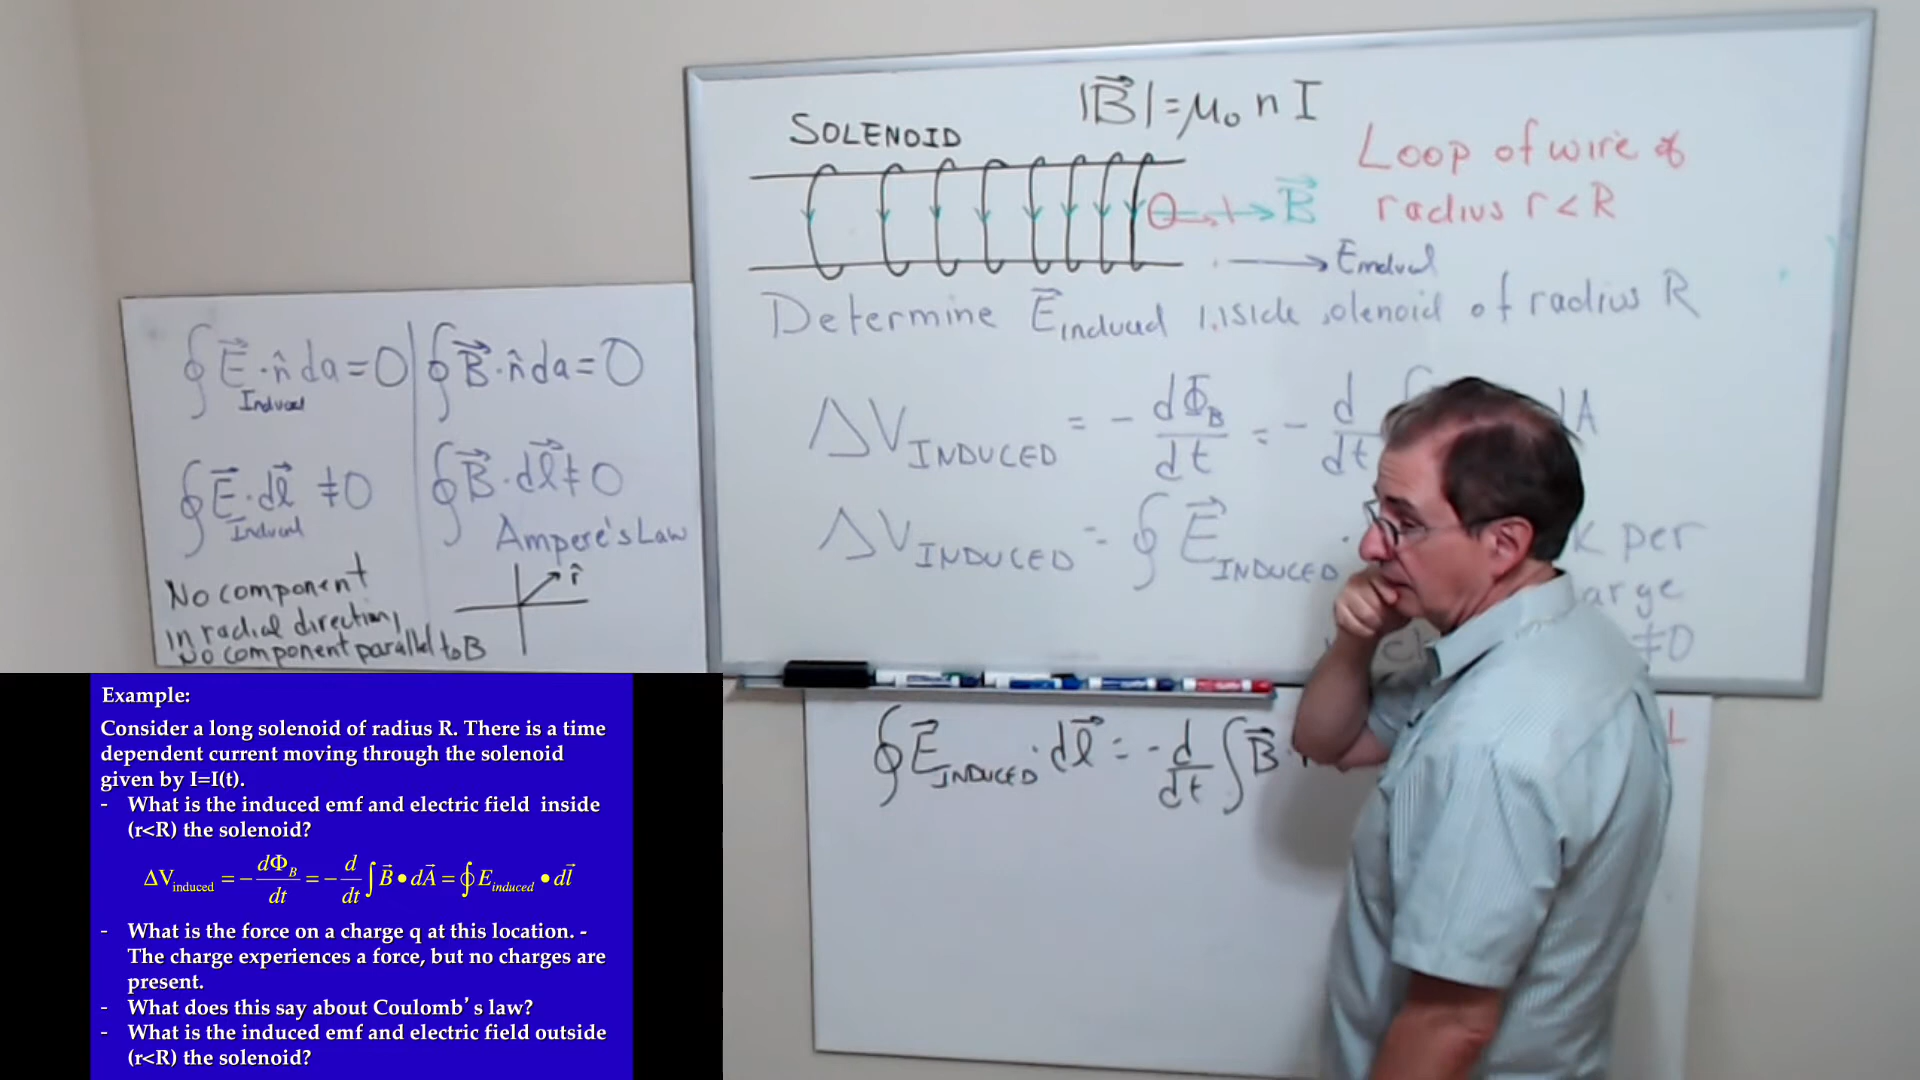 |B⃗| = μ₀ n I
SOLENOID
Loop of wire of
radius r < R
B⃗
Determine E⃗ induced inside solenoid of radius R
ΔV INDUCED = - dΦ_B/dt = - d/dt ∫ dA
ΔV INDUCED = ∮ E⃗ INDUCED ·
per
≠0
∮ E⃗ Induced · n̂ da = 0
∮ B⃗ · n̂ da = 0
∮ E⃗ Induced · dl⃗ ≠ 0
∮ B⃗ · dl⃗ ≠ 0
Ampere's Law
No component
in radial direction,
No component parallel to B
r̂
∮ E⃗ INDUCED · dl⃗ = - d/dt ∫ B⃗ ·
Example:
Consider a long solenoid of radius R. There is a time
dependent current moving through the solenoid
given by I=I(t).
- What is the induced emf and electric field inside
(r<R) the solenoid?
ΔV induced = - dΦ_B/dt = - d/dt ∫ B⃗ • dA⃗ = ∮ E induced • dl⃗
- What is the force on a charge q at this location. -
The charge experiences a force, but no charges are
present.
- What does this say about Coulomb's law?
- What is the induced emf and electric field outside
(r<R) the solenoid?